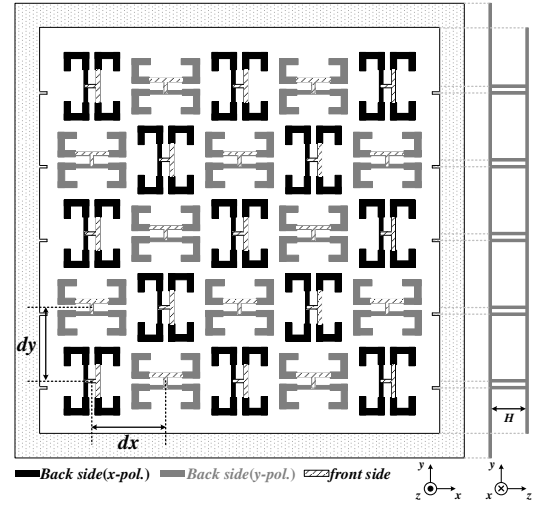 dy
dx
H
Back side(x-pol.) Back side(y-pol.) front side
y
z x
y
x z